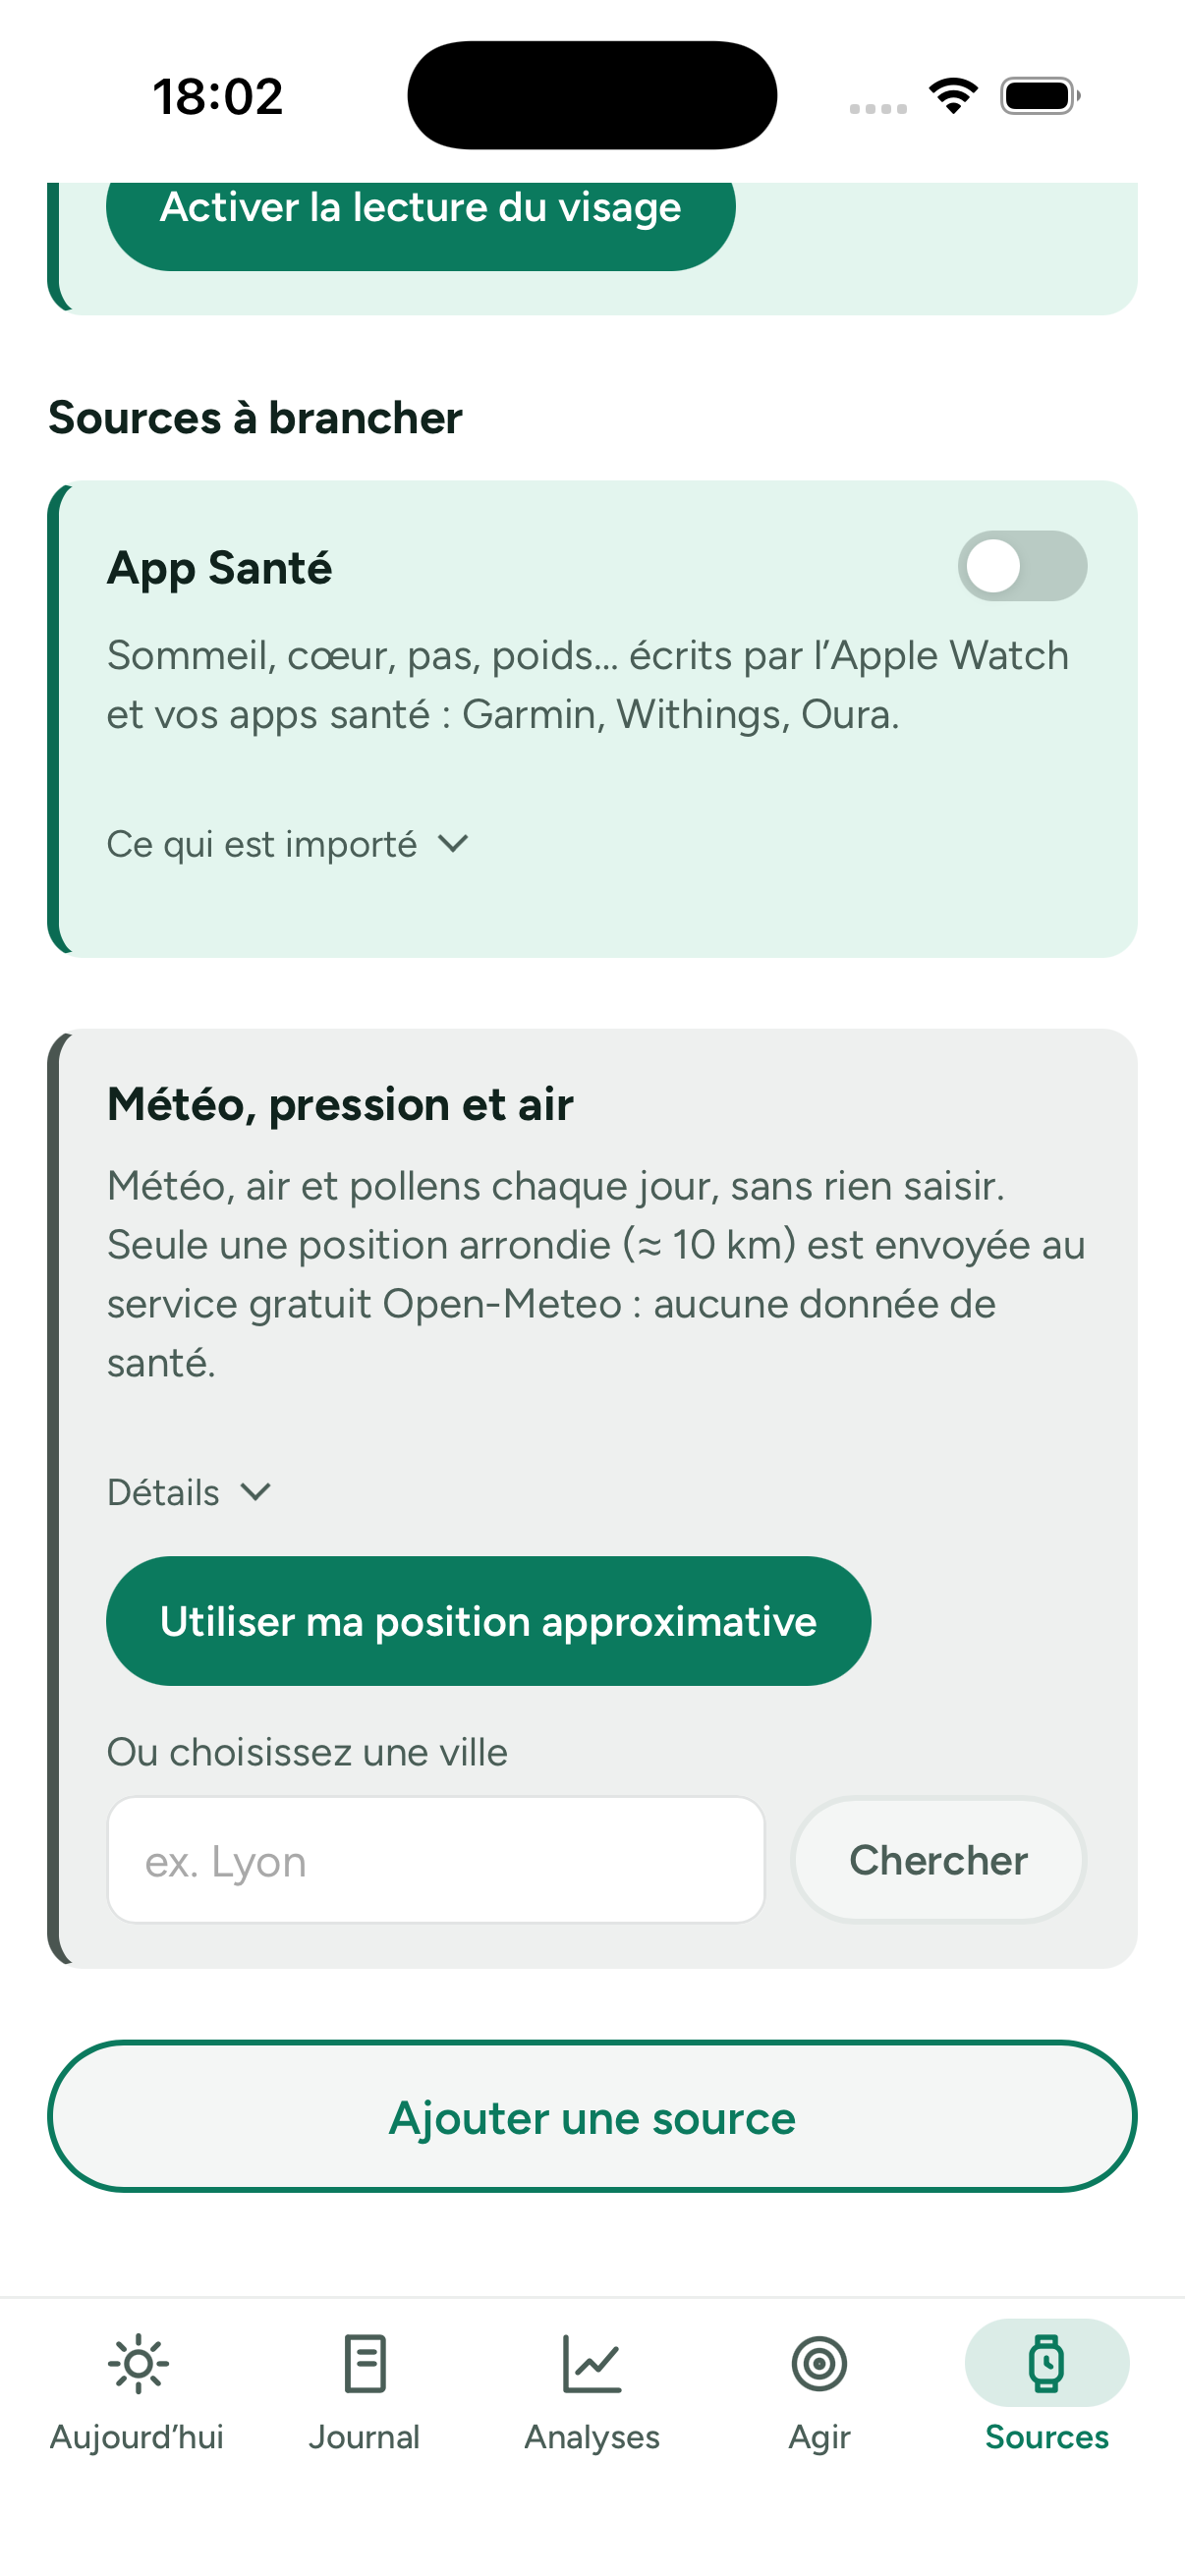 18:02
Activer la lecture du visage
Sources à brancher
App Santé
Sommeil, cœur, pas, poids… écrits par l’Apple Watch
et vos apps santé : Garmin, Withings, Oura.
Ce qui est importé
Météo, pression et air
Météo, air et pollens chaque jour, sans rien saisir.
Seule une position arrondie (≈ 10 km) est envoyée au
service gratuit Open-Meteo : aucune donnée de
santé.
Détails
Utiliser ma position approximative
Ou choisissez une ville
ex. Lyon
Chercher
Ajouter une source
Aujourd’hui
Journal
Analyses
Agir
Sources